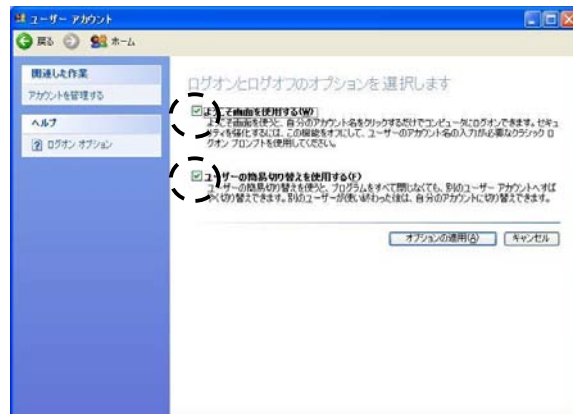 ユーザー アカウント
戻る ホーム
関連した作業
アカウントを管理する
ヘルプ
ログオン オプション
ログオンとログオフのオプションを選択します
ようこそ画面を使用する(W)
ようこそ画面を使うと、自分のアカウント名をクリックするだけでコンピュータにログオンできます。セキュ
リティを強化するには、この機能をオフにして、ユーザーのアカウント名の入力が必要なクラシック ロ
グオン プロンプトを使用してください。
ユーザーの簡易切り替えを使用する(F)
ユーザーの簡易切り替えを使うと、プログラムをすべて閉じなくても、別のユーザー アカウントへすば
やく切り替えできます。別のユーザーが使い終わった後は、自分のアカウントに切り替えできます。
オプションの適用(A) キャンセル